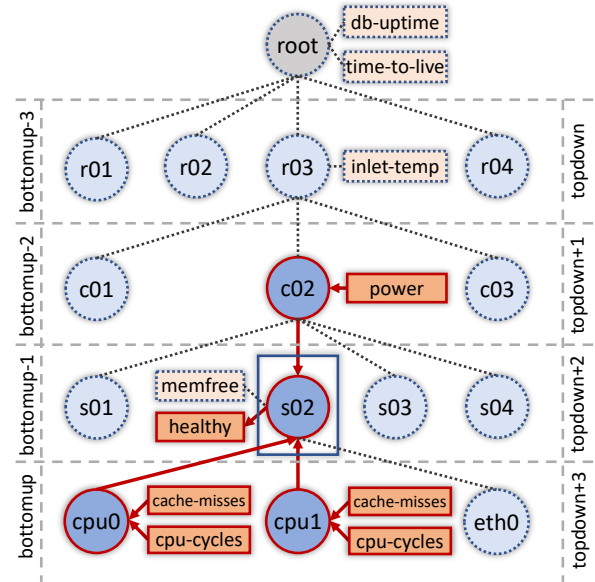 db-uptime
root
time-to-live
bottomup-3
r01
r02
r03
inlet-temp
r04
topdown
bottomup-2
c01
c02
power
c03
topdown+1
bottomup-1
s01
memfree
healthy
s02
s03
s04
topdown+2
bottomup
cpu0
cache-misses
cpu-cycles
cpu1
cache-misses
cpu-cycles
eth0
topdown+3